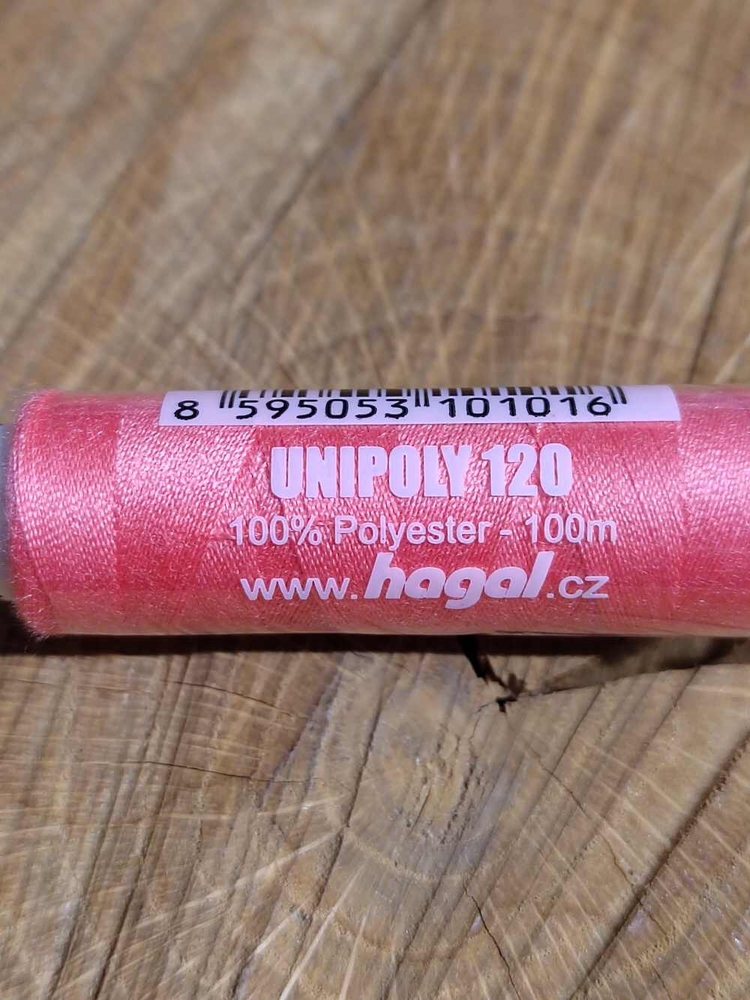 8 595053 101016
UNIPOLY 120
100% Polyester - 100m
www.hagal.cz